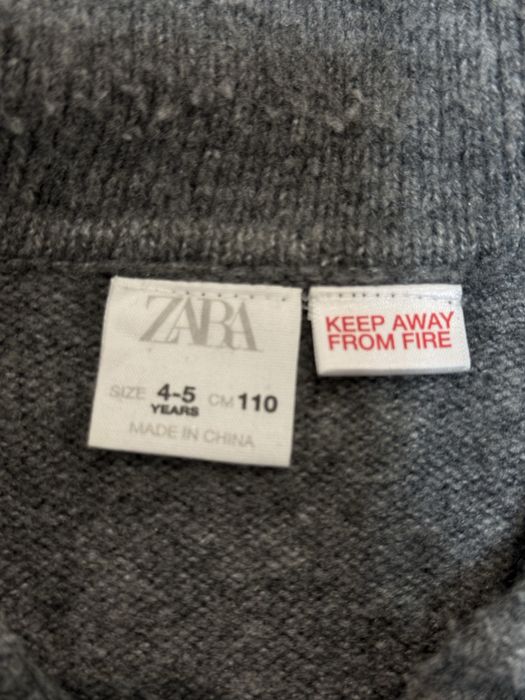 ZARA
SIZE 4-5 YEARS CM 110
MADE IN CHINA
KEEP AWAY
FROM FIRE